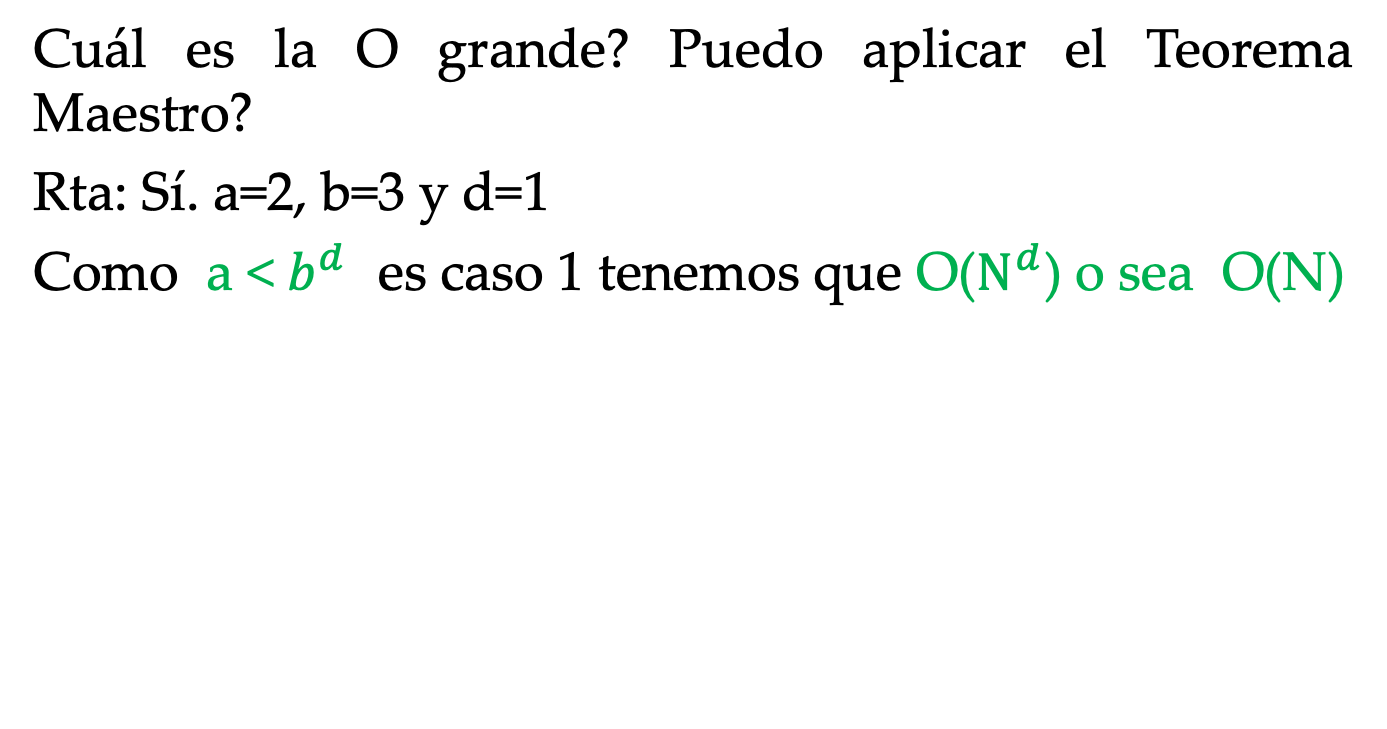 Cuál es la O grande? Puedo aplicar el Teorema
Maestro?
Rta: Sí. a=2, b=3 y d=1
Como a < b^d es caso 1 tenemos que O(N^d) o sea O(N)